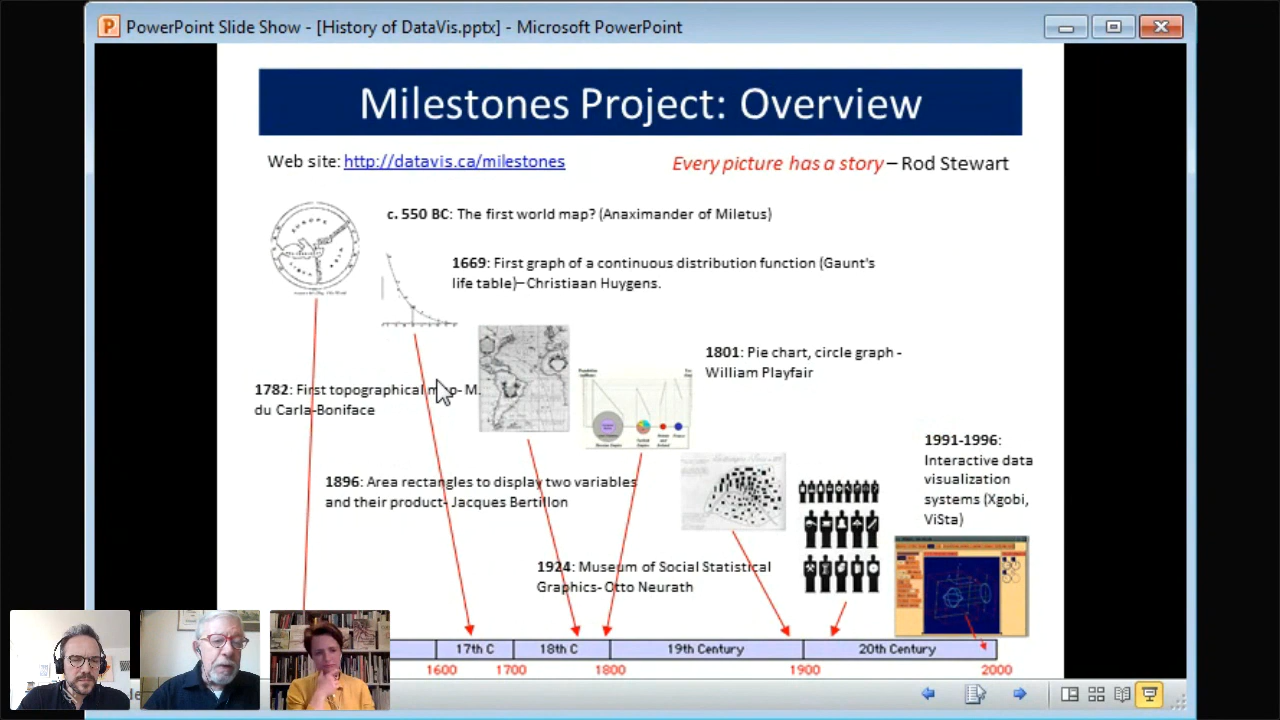 PowerPoint Slide Show - [History of DataVis.pptx] - Microsoft PowerPoint
Milestones Project: Overview
Web site: http://datavis.ca/milestones
Every picture has a story – Rod Stewart
c. 550 BC: The first world map? (Anaximander of Miletus)
1669: First graph of a continuous distribution function (Gaunt's
life table)– Christiaan Huygens.
1801: Pie chart, circle graph -
William Playfair
1782: First topographical - M.
du Carla-Boniface
1991-1996:
Interactive data
visualization
systems (Xgobi,
ViSta)
1896: Area rectangles to display two variables
and their product- Jacques Bertillon
1924: Museum of Social Statistical
Graphics- Otto Neurath
17th C
18th C
19th Century
20th Century
1600
1700
1800
1900
2000